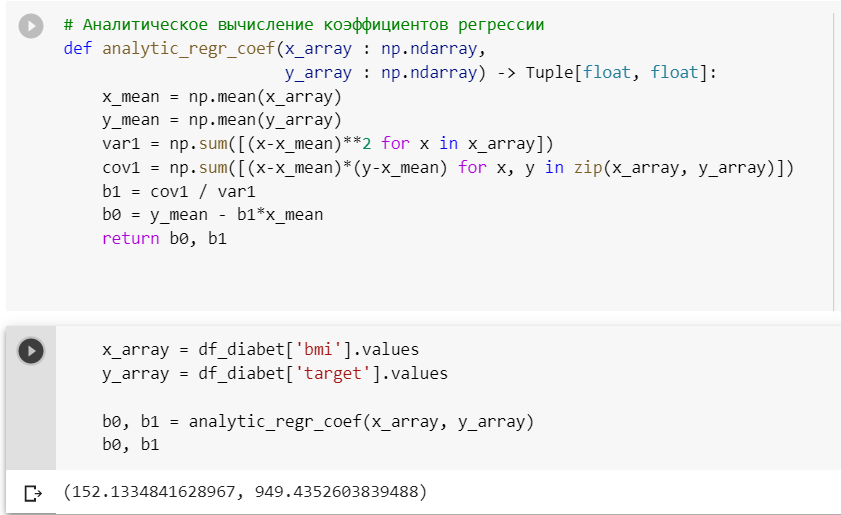 # Аналитическое вычисление коэффициентов регрессии
def analytic_regr_coef(x_array : np.ndarray,
                       y_array : np.ndarray) -> Tuple[float, float]:
    x_mean = np.mean(x_array)
    y_mean = np.mean(y_array)
    var1 = np.sum([(x-x_mean)**2 for x in x_array])
    cov1 = np.sum([(x-x_mean)*(y-x_mean) for x, y in zip(x_array, y_array)])
    b1 = cov1 / var1
    b0 = y_mean - b1*x_mean
    return b0, b1
    x_array = df_diabet['bmi'].values
    y_array = df_diabet['target'].values
    b0, b1 = analytic_regr_coef(x_array, y_array)
    b0, b1
(152.1334841628967, 949.4352603839488)